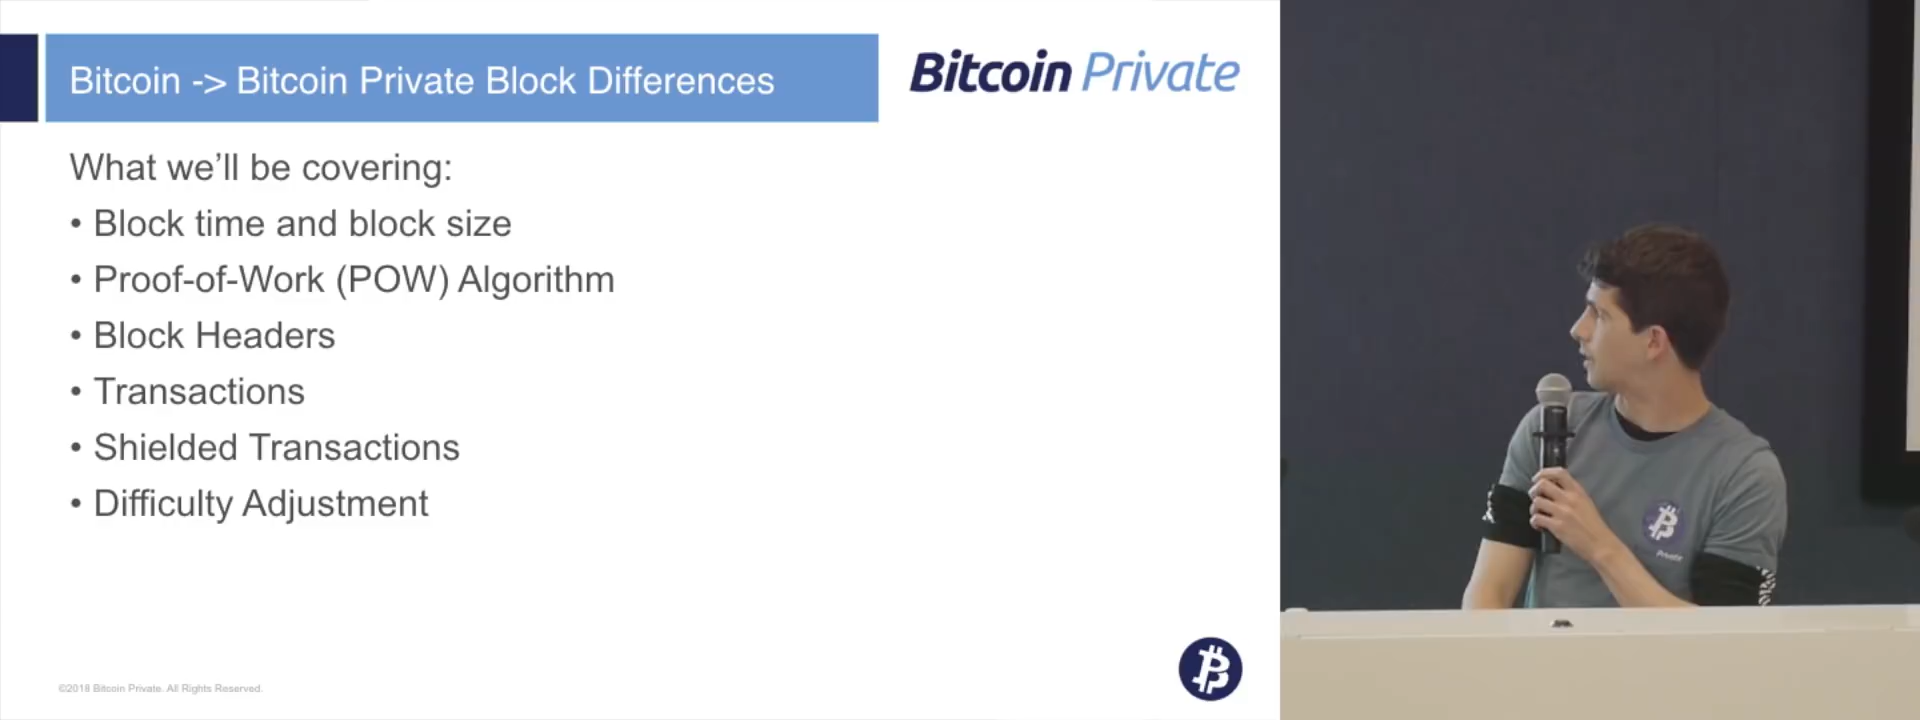 Bitcoin -> Bitcoin Private Block Differences
Bitcoin Private
What we'll be covering:
• Block time and block size
• Proof-of-Work (POW) Algorithm
• Block Headers
• Transactions
• Shielded Transactions
• Difficulty Adjustment
©2018 Bitcoin Private. All Rights Reserved.
Private